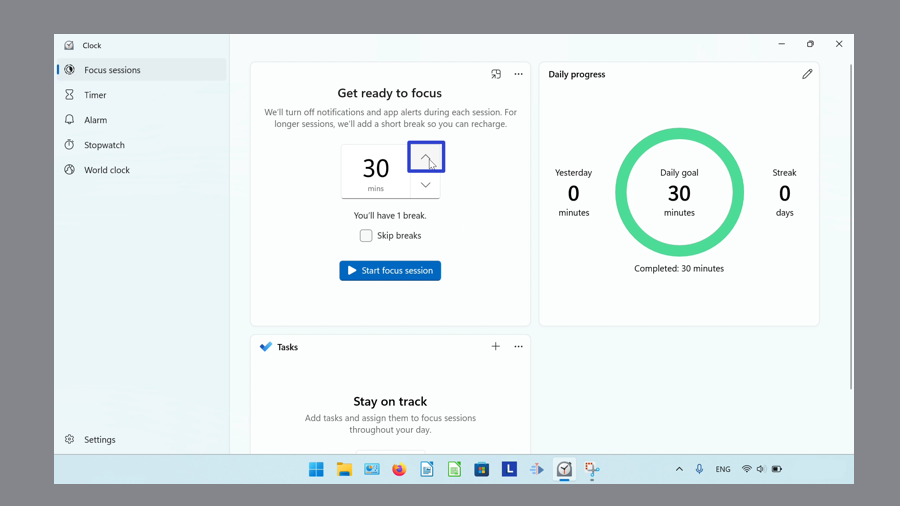 Clock
Focus sessions
Timer
Alarm
Stopwatch
World clock
Settings
Get ready to focus
We'll turn off notifications and app alerts during each session. For
longer sessions, we'll add a short break so you can recharge.
30
mins
You'll have 1 break.
Skip breaks
Start focus session
Daily progress
Yesterday
0
minutes
Daily goal
30
minutes
Streak
0
days
Completed: 30 minutes
Tasks
Stay on track
Add tasks and assign them to focus sessions
throughout your day.
L
ENG